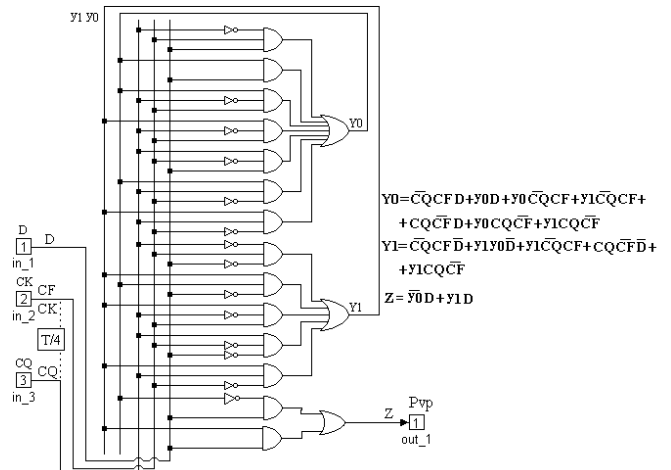 y1 y0
Y0
Y0=C̅QCFD+y0D+y0C̅QCF+y1C̅QCF+
+CQC̅F̅D+y0CQC̅F̅+y1CQC̅F̅
Y1=C̅QCFD̅+y1y0D̅+y1C̅QCF+CQC̅F̅D̅+
+y1CQC̅F̅
Z=y̅0D+y1D
D
1
D
in_1
CK
2
CF
CK
in_2
T/4
CQ
3
CQ
in_3
Y1
Z
Pvp
1
out_1